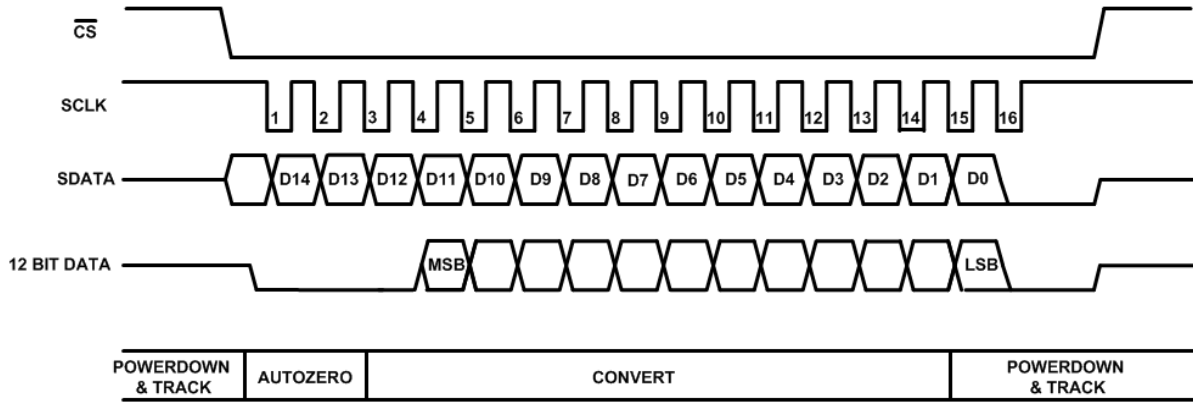 CS
SCLK
1 2 3 4 5 6 7 8 9 10 11 12 13 14 15 16
SDATA D14 D13 D12 D11 D10 D9 D8 D7 D6 D5 D4 D3 D2 D1 D0
12 BIT DATA MSB LSB
POWERDOWN
& TRACK
AUTOZERO
CONVERT
POWERDOWN
& TRACK